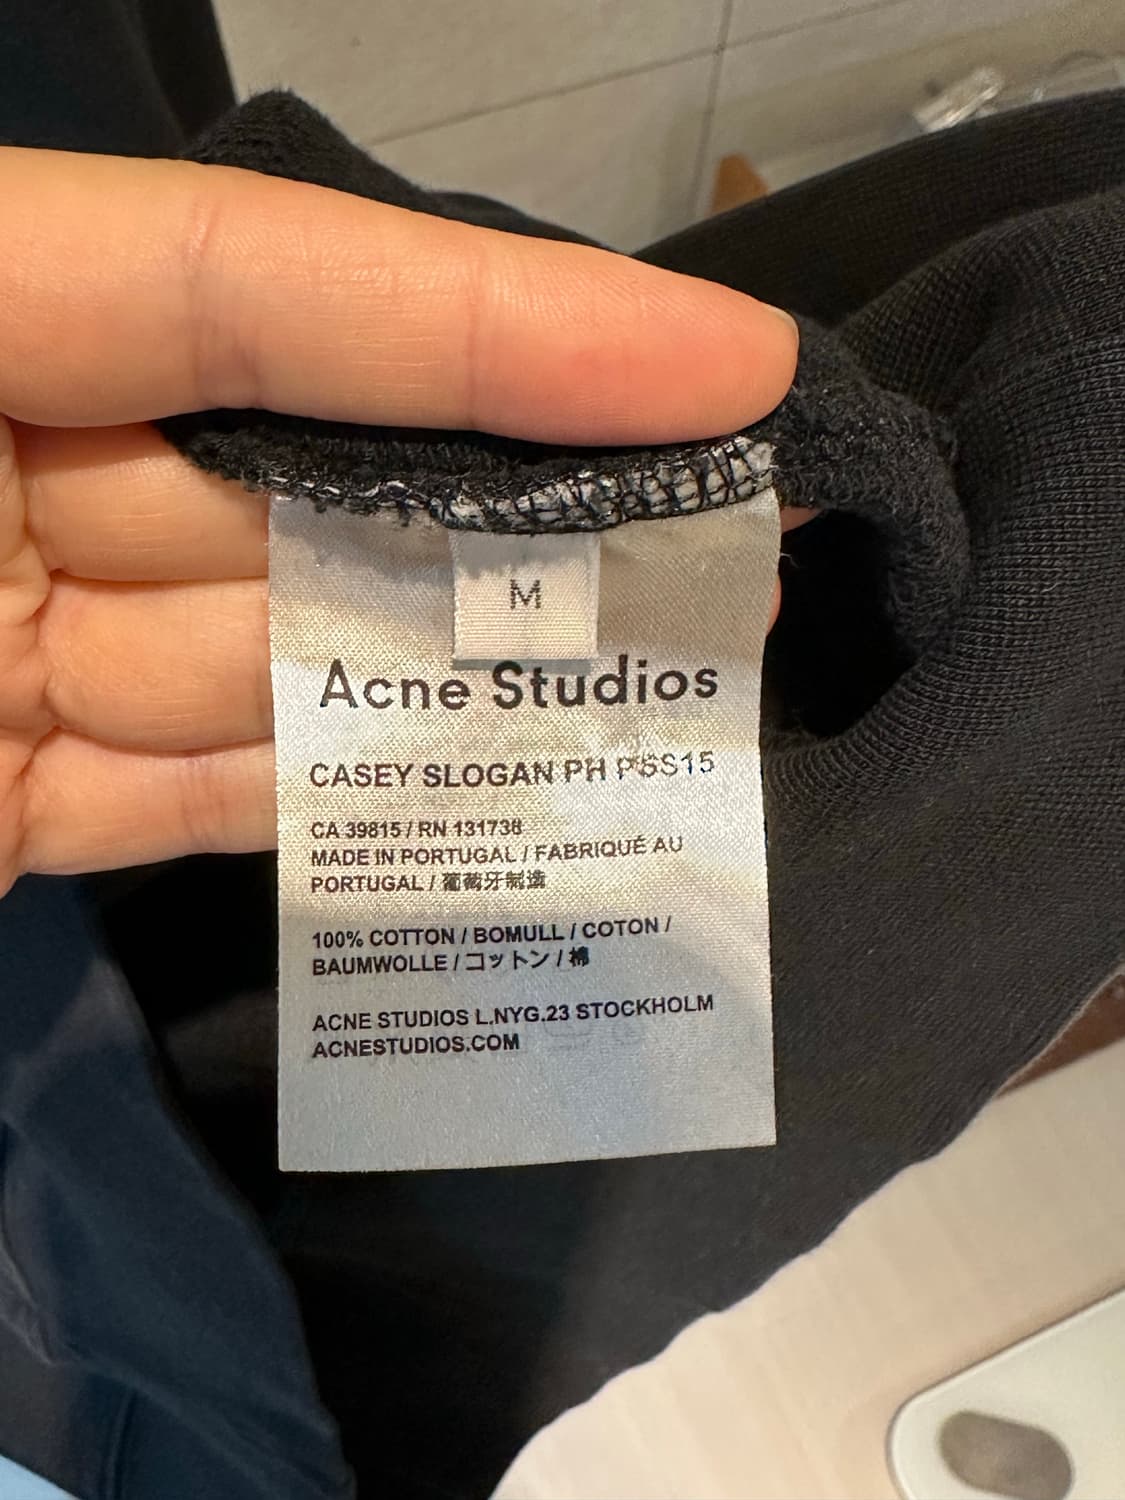 M
Acne Studios
CASEY SLOGAN PH PSS15
CA 39815 / RN 131738
MADE IN PORTUGAL / FABRIQUÉ AU
PORTUGAL / 葡萄牙制造
100% COTTON / BOMULL / COTON /
BAUMWOLLE / コットン / 棉
ACNE STUDIOS L.NYG.23 STOCKHOLM
ACNESTUDIOS.COM